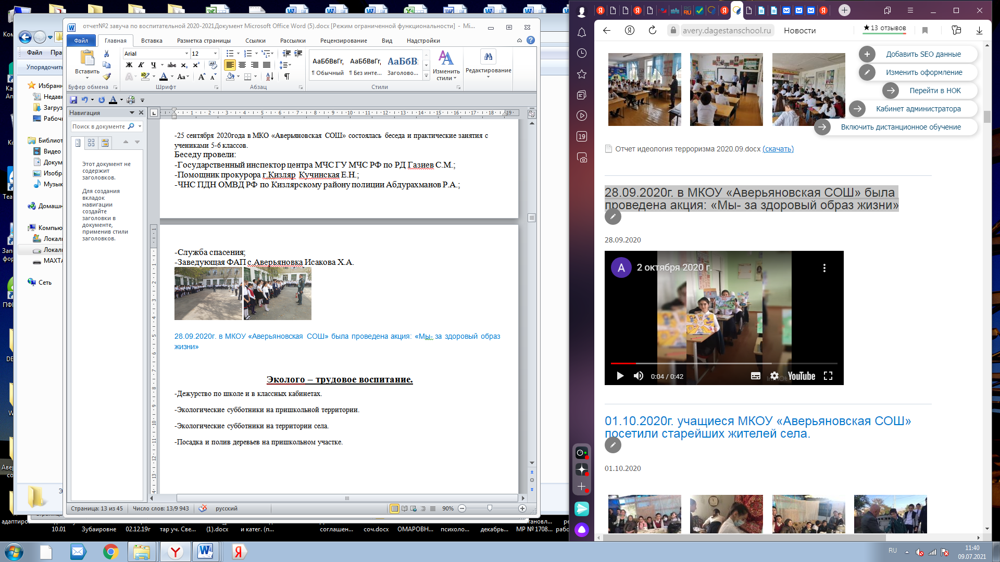 отчет№2 завуча по воспитательной 2020-2021Документ Microsoft Office Word (5).docx [Режим ограниченной функциональности] - Mi...
Файл
Главная
Вставка
Разметка страницы
Ссылки
Рассылки
Рецензирование
Вид
Надстройки
Вставить
Буфер обмена
Arial
12
Шрифт
Абзац
АаБбВвГг,
АаБбВвГг,
АаБбВ
¶ Обычный
¶ Без инте...
Заголово...
Изменить стили
Стили
Редактирование
Навигация
Поиск в документе
Этот документ не
содержит
заголовков.
Для создания
вкладок
навигации
создайте
заголовки в
документе,
применив стили
заголовков.
Файл
Упорядочить
Видео
Сеть
-25 сентября 2020года в МКО «Аверьяновская СОШ» состоялась беседа и практические занятия с
учениками 5-6 классов.
Беседу провели:
-Государственный инспектор центра МЧС ГУ МЧС РФ по РД Газиев С.М.;
-Помощник прокурора г.Кизляр Кучинская Е.Н.;
-ЧНС ПДН ОМВД РФ по Кизлярскому району полиции Абдурахманов Р.А.;
-Служба спасения;
-Заведующая ФАП с.Аверьяновка Исакова Х.А.
28.09.2020г. в МКОУ «Аверьяновская СОШ» была проведена акция: «Мы- за здоровый образ
жизни»
Эколого – трудовое воспитание.
-Дежурство по школе и в классных кабинетах.
-Экологические субботники на пришкольной территории.
-Экологические субботники на территории села.
-Посадка и полив деревьев на пришкольном участке.
Страница: 13 из 45
Число слов: 13/9 943
русский
90%
10.01
Зубаировне
02.12.19г
тар уч. Све...
(1).docx
и катег. (п...
соглашен...
соч.docx
ОМАРОВН...
психоло...
декабрь...
МР № 1708...
avery.dagestanschool.ru
Новости
★13 отзывов
19
Добавить SEO данные
Изменить оформление
Перейти в НОК
Кабинет администратора
Включить дистанционное обучение
Отчет идеология терроризма 2020.09.docx (скачать)
28.09.2020г. в МКОУ «Аверьяновская СОШ» была
проведена акция: «Мы- за здоровый образ жизни»
28.09.2020
А
2 октября 2020 г.
0:04 / 0:42
YouTube
01.10.2020г. учащиеся МКОУ «Аверьяновская СОШ»
посетили старейших жителей села.
01.10.2020
RU
11:40
09.07.2021